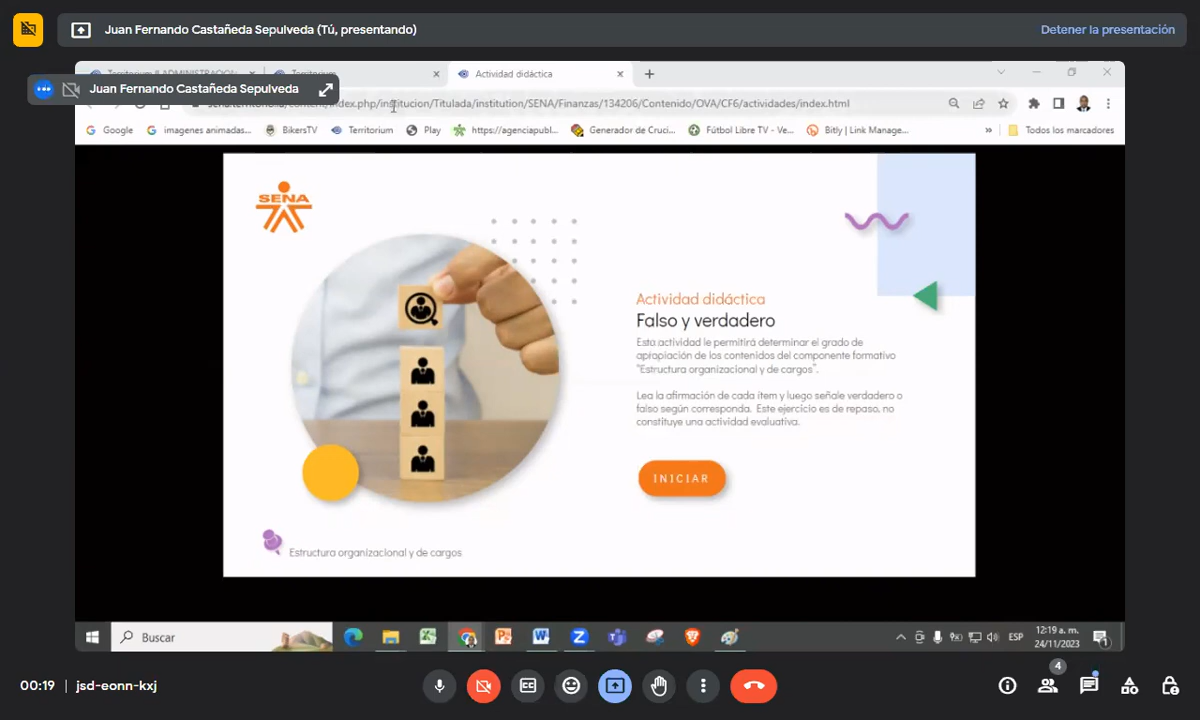 Juan Fernando Castañeda Sepulveda (Tú, presentando)
Detener la presentación
Actividad didáctica
Juan Fernando Castañeda Sepulveda
index.php/institucion/Titulada/institution/SENA/Finanzas/134206/Contenido/OVA/CF6/actividades/index.html
Google
imagenes animadas...
BikersTV
Territorium
Play
https://agenciapubl...
Generador de Cruci...
Fútbol Libre TV - Ve...
Bitly | Link Manage...
»
Todos los marcadores
SENA
Actividad didáctica
Falso y verdadero
Esta actividad le permitirá determinar el grado de
apropiación de los contenidos del componente formativo
"Estructura organizacional y de cargos".
Lea la afirmación de cada ítem y luego señale verdadero o
falso según corresponda. Este ejercicio es de repaso, no
constituye una actividad evaluativa.
INICIAR
Estructura organizacional y de cargos
Buscar
ESP
12:19 a. m.
24/11/2023
1
4
00:19 | jsd-eonn-kxj